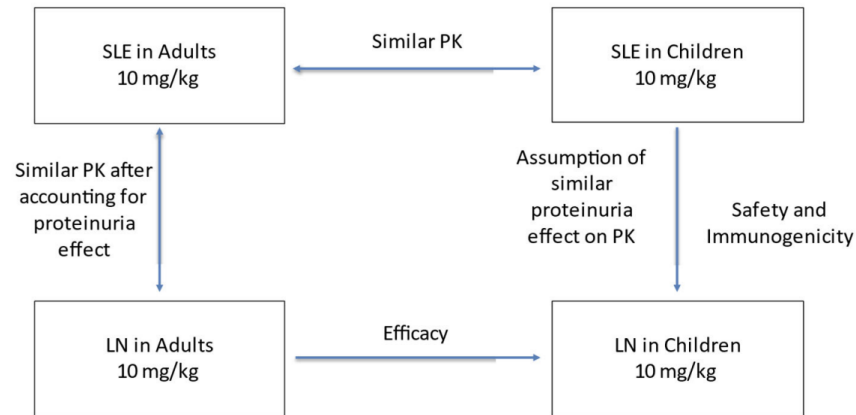 SLE in Adults
10 mg/kg
Similar PK
SLE in Children
10 mg/kg
Similar PK after
accounting for
proteinuria
effect
Assumption of
similar
proteinuria
effect on PK
Safety and
Immunogenicity
LN in Adults
10 mg/kg
Efficacy
LN in Children
10 mg/kg